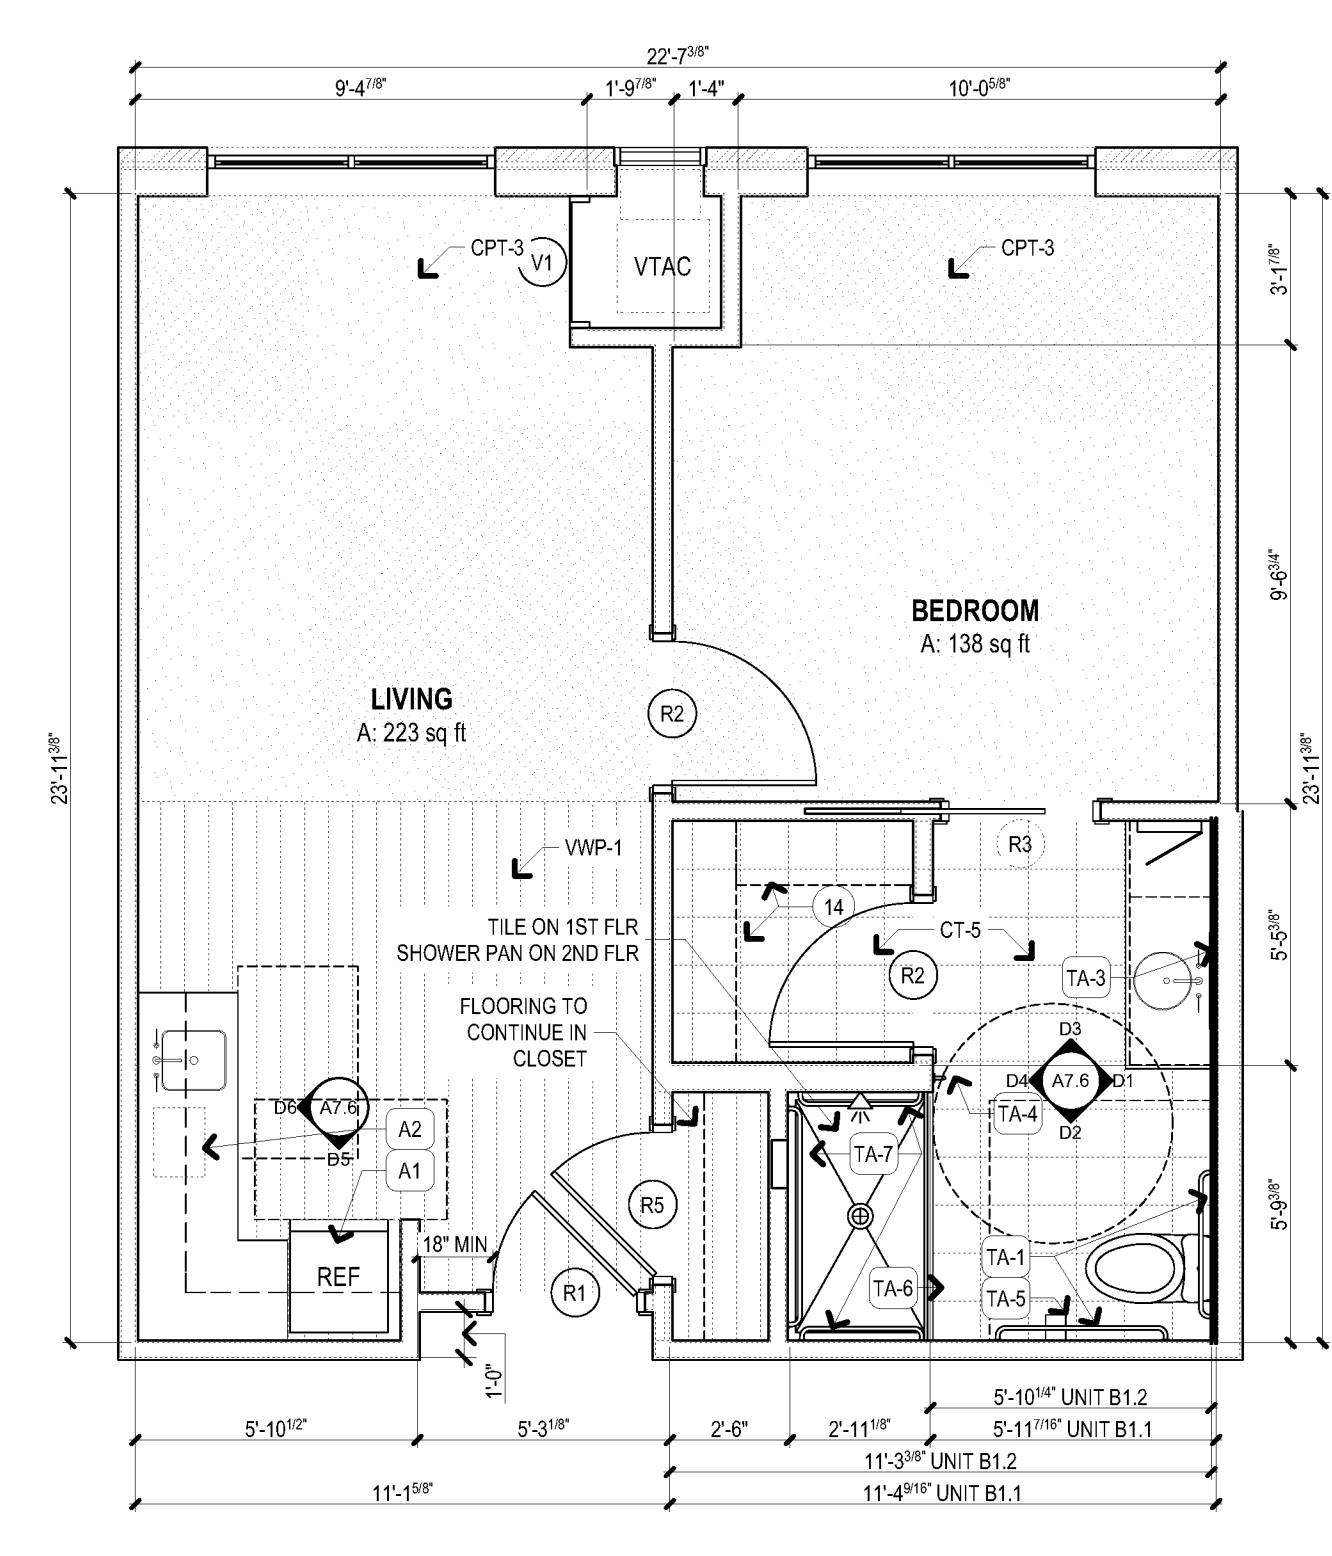 22'-7 3/8"
9'-4 7/8"
1'-9 7/8"
1'-4"
10'-0 5/8"
CPT-3
V1
VTAC
CPT-3
3'-1 7/8"
9'-6 3/4"
BEDROOM
A: 138 sq ft
LIVING
A: 223 sq ft
R2
23'-11 3/8"
23'-11 3/8"
VWP-1
R3
14
TILE ON 1ST FLR
SHOWER PAN ON 2ND FLR
CT-5
R2
TA-3
5'-5 3/8"
FLOORING TO
CONTINUE IN
CLOSET
D3
D4
A7.6
D1
D2
TA-4
D6
A7.6
D5
A2
A1
TA-7
R5
5'-9 3/8"
18" MIN
REF
R1
TA-1
TA-6
TA-5
1'-0"
5'-10 1/4" UNIT B1.2
5'-10 1/2"
5'-3 1/8"
2'-6"
2'-11 1/8"
5'-11 7/16" UNIT B1.1
11'-3 3/8" UNIT B1.2
11'-1 5/8"
11'-4 9/16" UNIT B1.1